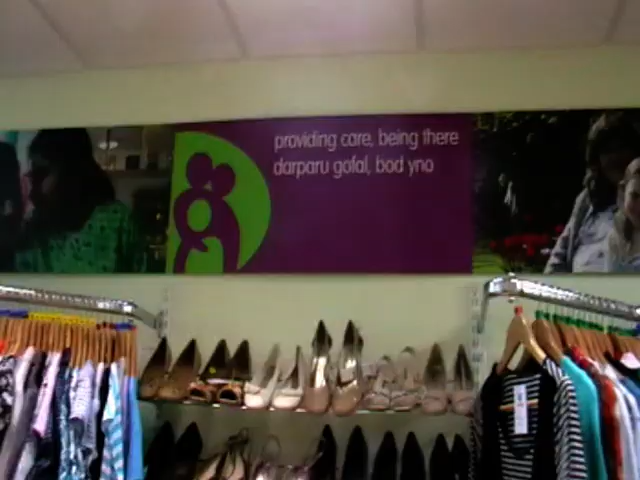 providing care, being there
darparu gofal, bod yno